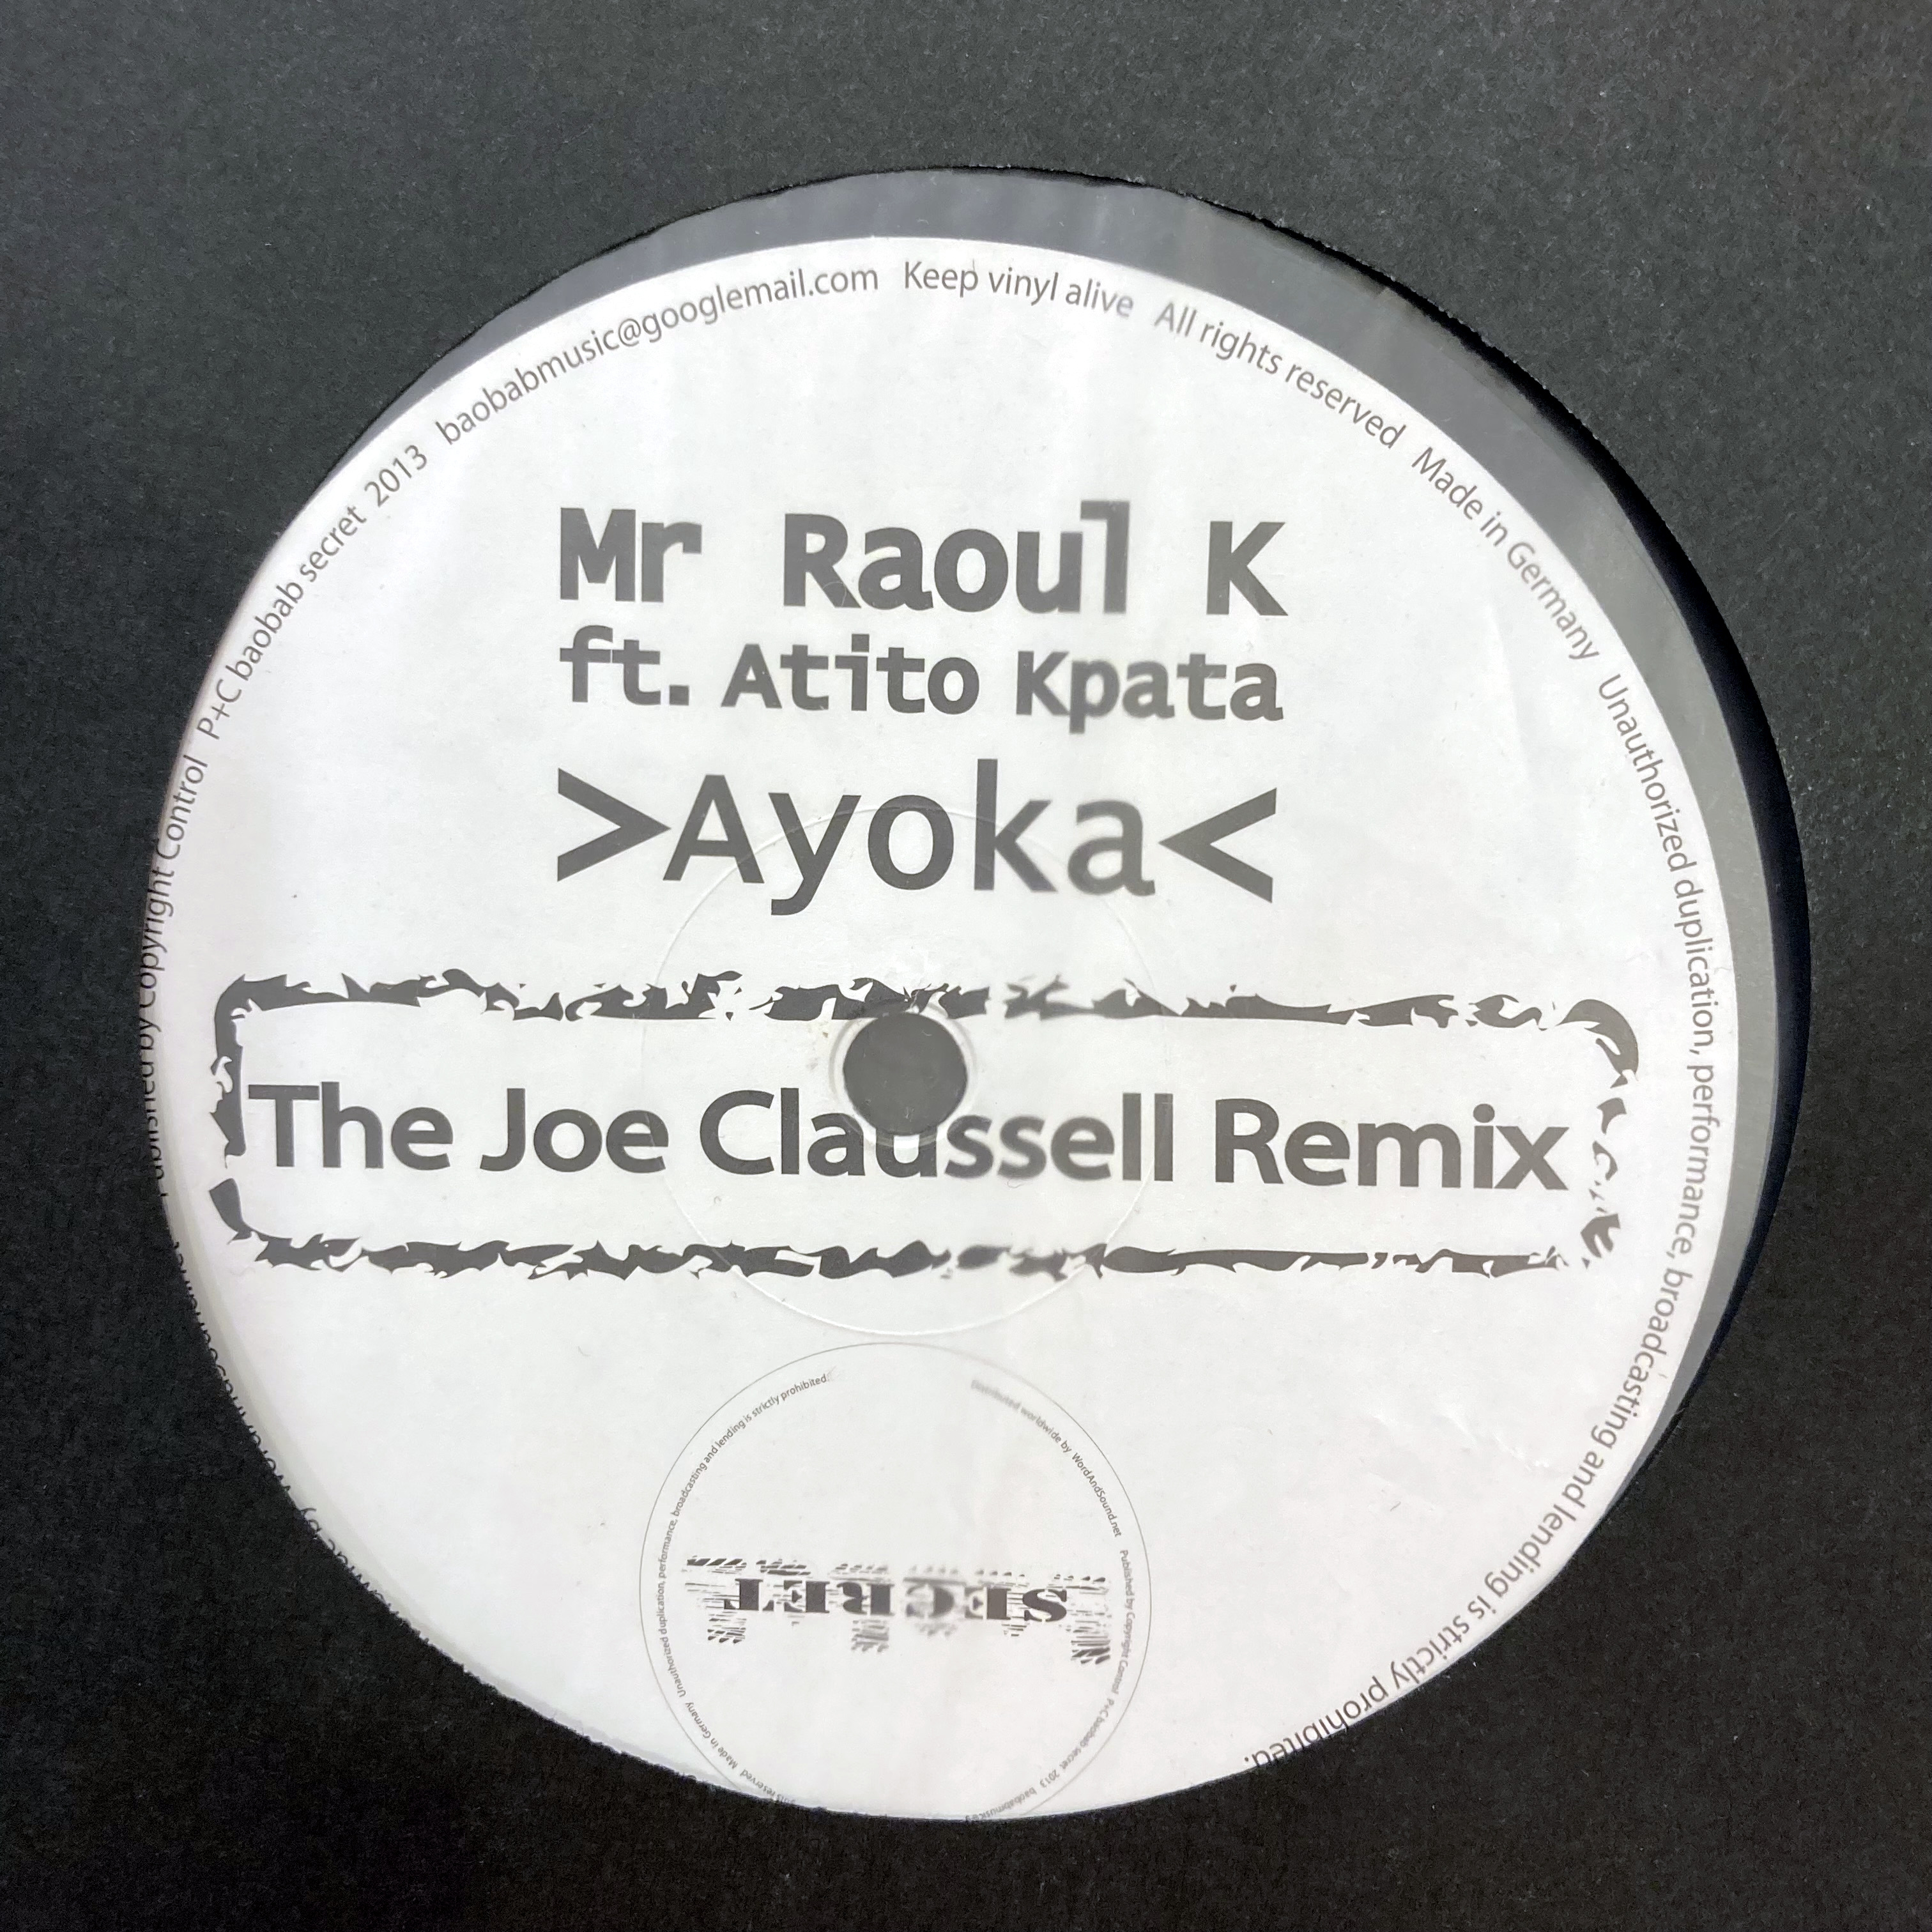 Mr Raoul K
ft. Atito Kpata
>Ayoka<
The Joe Claussell Remix
Published by Copyright Control P+C baobab secret 2013 baobabmusic@googlemail.com Keep vinyl alive All rights reserved Made in Germany Unauthorized duplication, performance, broadcasting and lending is strictly prohibited.
SECRET
Distributed worldwide by WordAndSound.net Published by Copyright Control P+C baobab secret 2013
Made in Germany Unauthorized duplication, performance, broadcasting and lending is strictly prohibited.